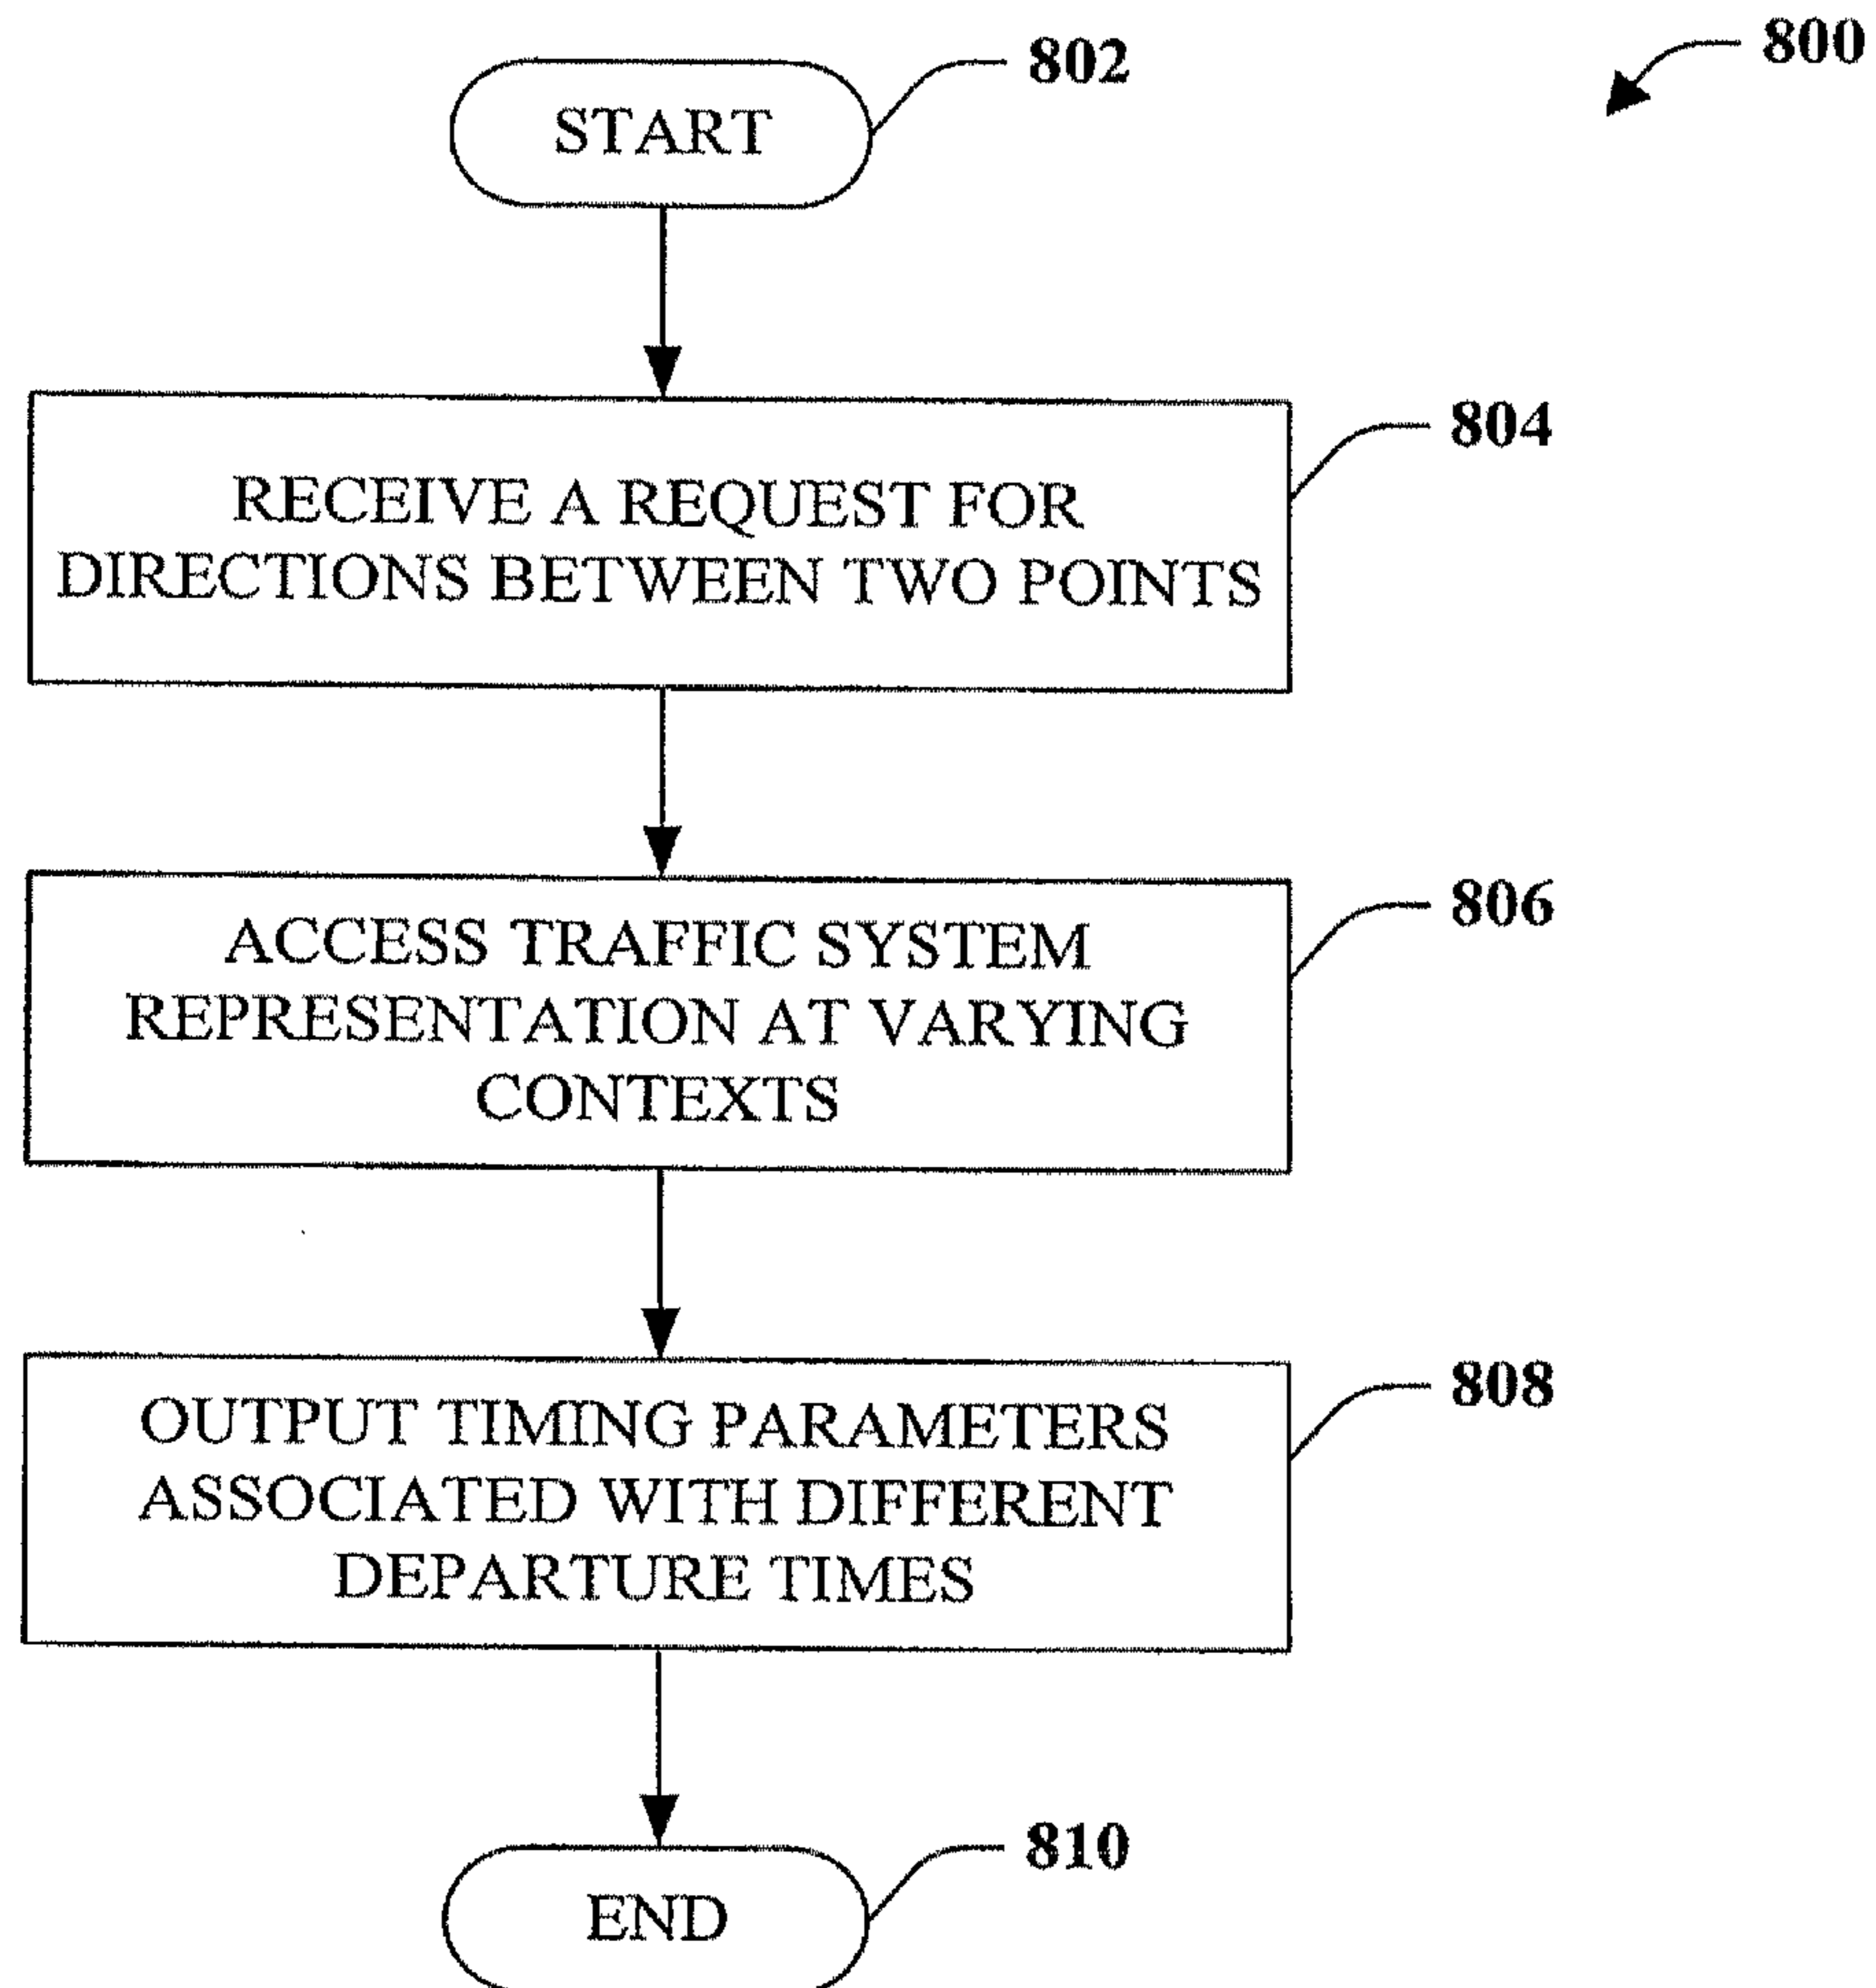 800
802
START
804
RECEIVE A REQUEST FOR
DIRECTIONS BETWEEN TWO POINTS
806
ACCESS TRAFFIC SYSTEM
REPRESENTATION AT VARYING
CONTEXTS
808
OUTPUT TIMING PARAMETERS
ASSOCIATED WITH DIFFERENT
DEPARTURE TIMES
810
END